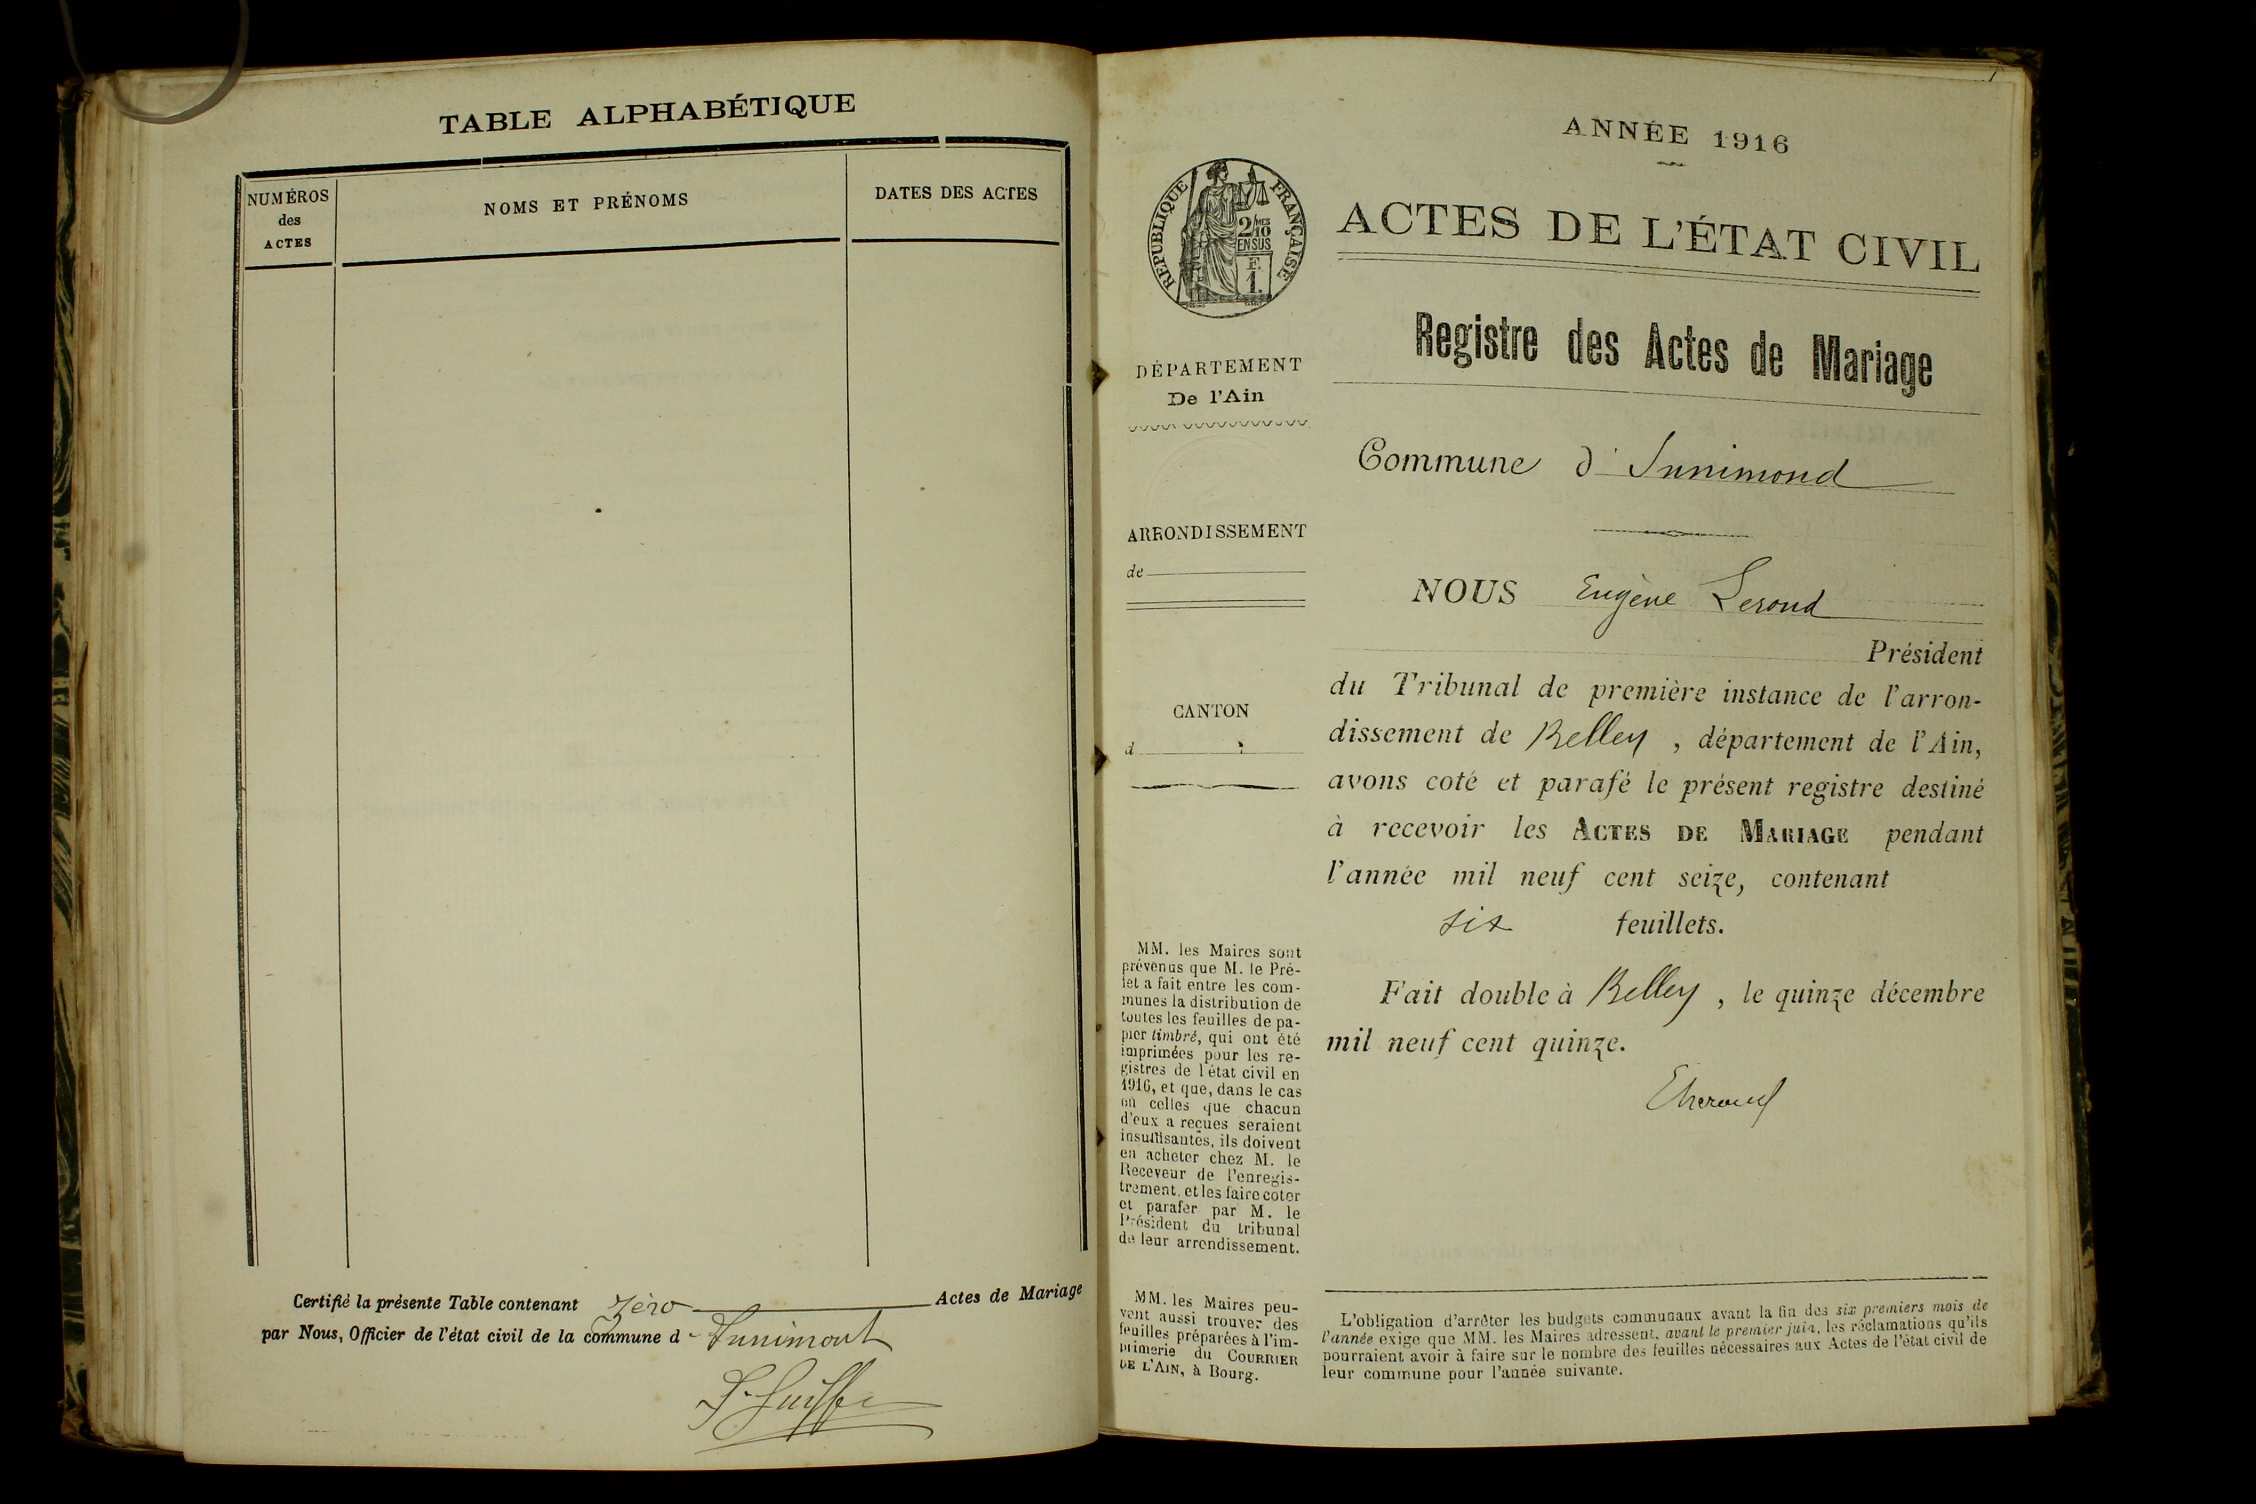 TABLE ALPHABÉTIQUE
NUMÉROS
des
ACTES
NOMS ET PRÉNOMS
DATES DES ACTES
Certifié la présente Table contenant Zéro Actes de Mariage
par Nous, Officier de l'état civil de la commune d'Innimont
ANNÉE 1916
RÉPUBLIQUE FRANÇAISE
2/10 MES
EN SUS
F.
1.
ACTES DE L'ÉTAT CIVIL
Registre des Actes de Mariage
DÉPARTEMENT
De l'Ain
ARRONDISSEMENT
de
CANTON
d
MM. les Maires sont
prévenus que M. le Pré-
fet a fait entre les com-
munes la distribution de
toutes les feuilles de pa-
pier timbré, qui ont été
imprimées pour les re-
gistres de l'état civil en
1916, et que, dans le cas
où celles que chacun
d'eux a reçues seraient
insuffisantes, ils doivent
en acheter chez M. le
Receveur de l'enregis-
trement, et les faire coter
et parafer par M. le
Président du tribunal
de leur arrondissement.
MM. les Maires peu-
vent aussi trouver des
feuilles préparées à l'im-
primerie du COURRIER
DE L'AIN, à Bourg.
Commune d'Innimond
NOUS Eugène Lerond
Président
du Tribunal de première instance de l'arron-
dissement de Belley, département de l'Ain,
avons coté et parafé le présent registre destiné
à recevoir les ACTES DE MARIAGE pendant
l'année mil neuf cent seize, contenant
six feuillets.
Fait double à Belley, le quinze décembre
mil neuf cent quinze.
L'obligation d'arrêter les budgets communaux avant la fin des six premiers mois de
l'année exige que MM. les Maires adressent, avant le premier juin, les réclamations qu'ils
pourraient avoir à faire sur le nombre des feuilles nécessaires aux Actes de l'état civil de
leur commune pour l'année suivante.